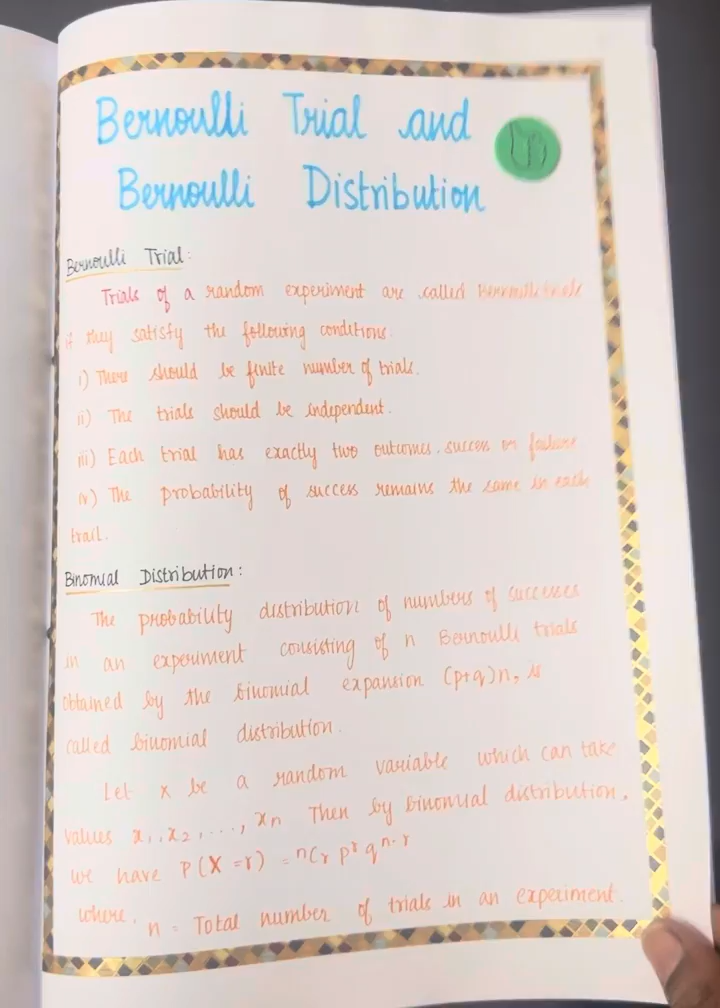 Bernoulli Trial and
Bernoulli Distribution
Bernoulli Trial:
Trials of a random experiment are called Bernoulli trials
if they satisfy the following conditions.
i) There should be finite number of trials.
ii) The trials should be independent.
iii) Each trial has exactly two outcomes. success or failure
iv) The probability of success remains the same in each
trail.
Binomial Distribution:
The probability distribution of numbers of successes
in an experiment consisting of n Bernoulli trials
obtained by the binomial expansion (p+q)n, is
called binomial distribution.
Let x be a random variable which can take
values x₁, x₂, ..., xn Then by binomial distribution,
we have P(X = r) = ⁿCr pʳ qⁿ⁻ʳ
where, n = Total number of trials in an experiment.